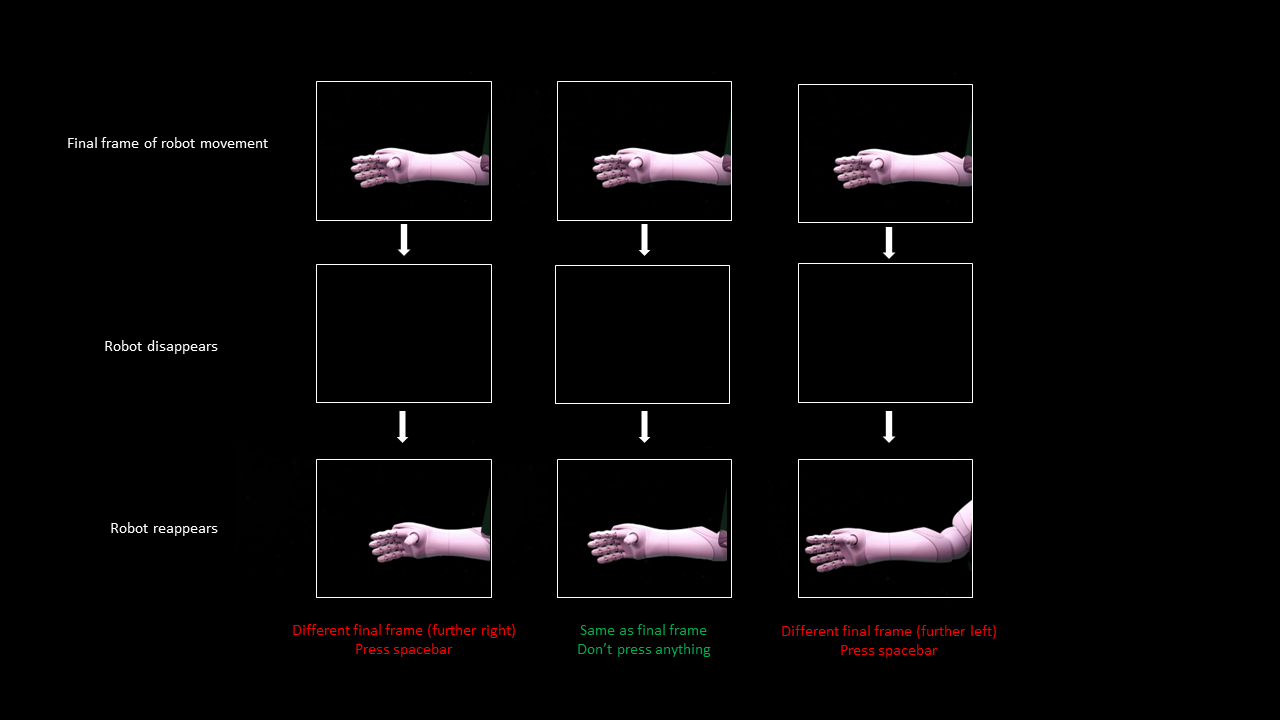 Final frame of robot movement
Robot disappears
Robot reappears
Different final frame (further right)
Press spacebar
Same as final frame
Don't press anything
Different final frame (further left)
Press spacebar